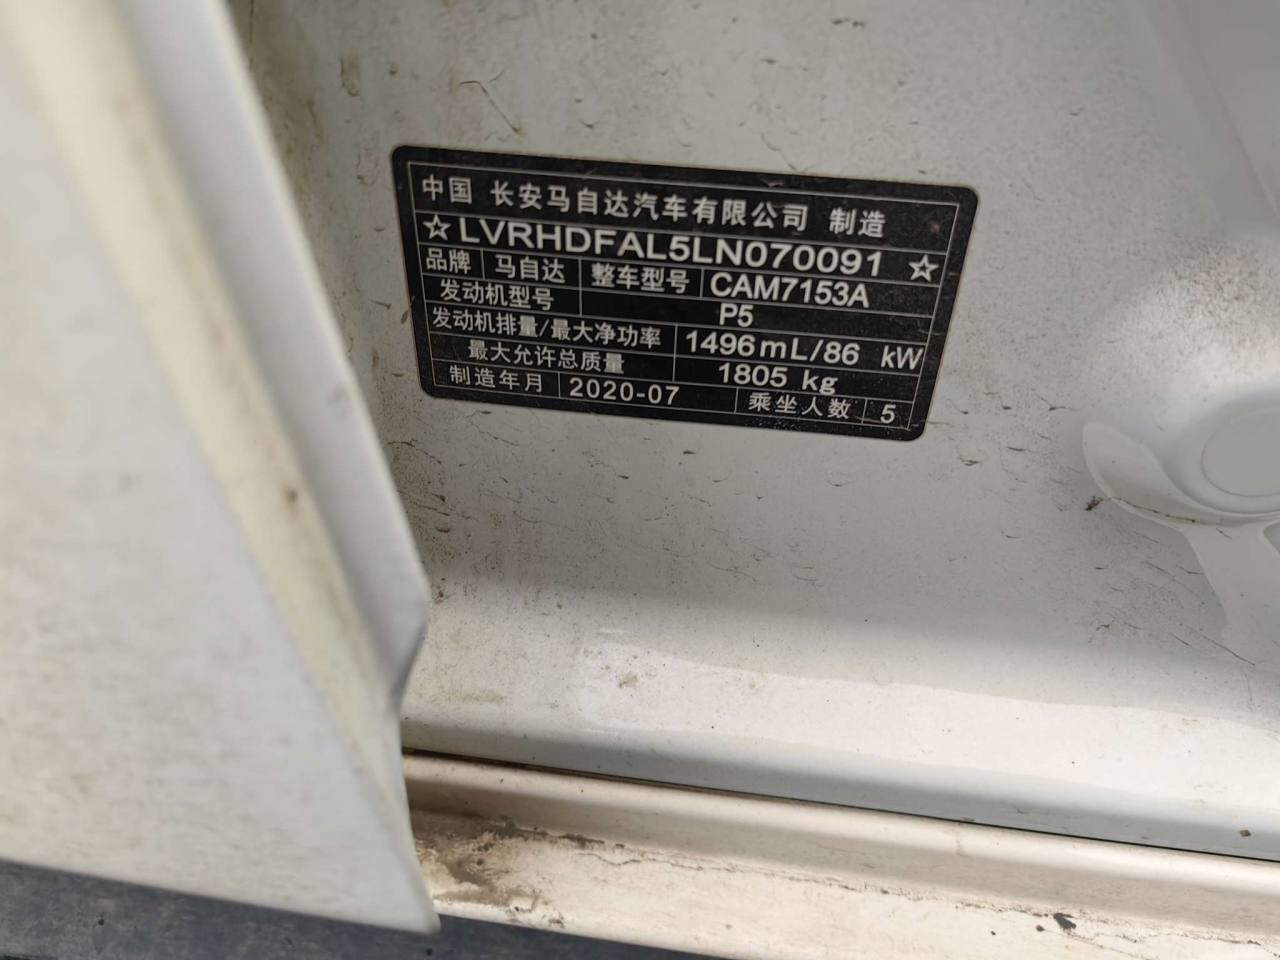 中国 长安马自达汽车有限公司 制造
☆LVRHDFAL5LN070091☆
品牌 马自达 整车型号 CAM7153A
发动机型号 P5
发动机排量/最大净功率 1496mL/86 kW
最大允许总质量 1805 kg
制造年月 2020-07 乘坐人数 5